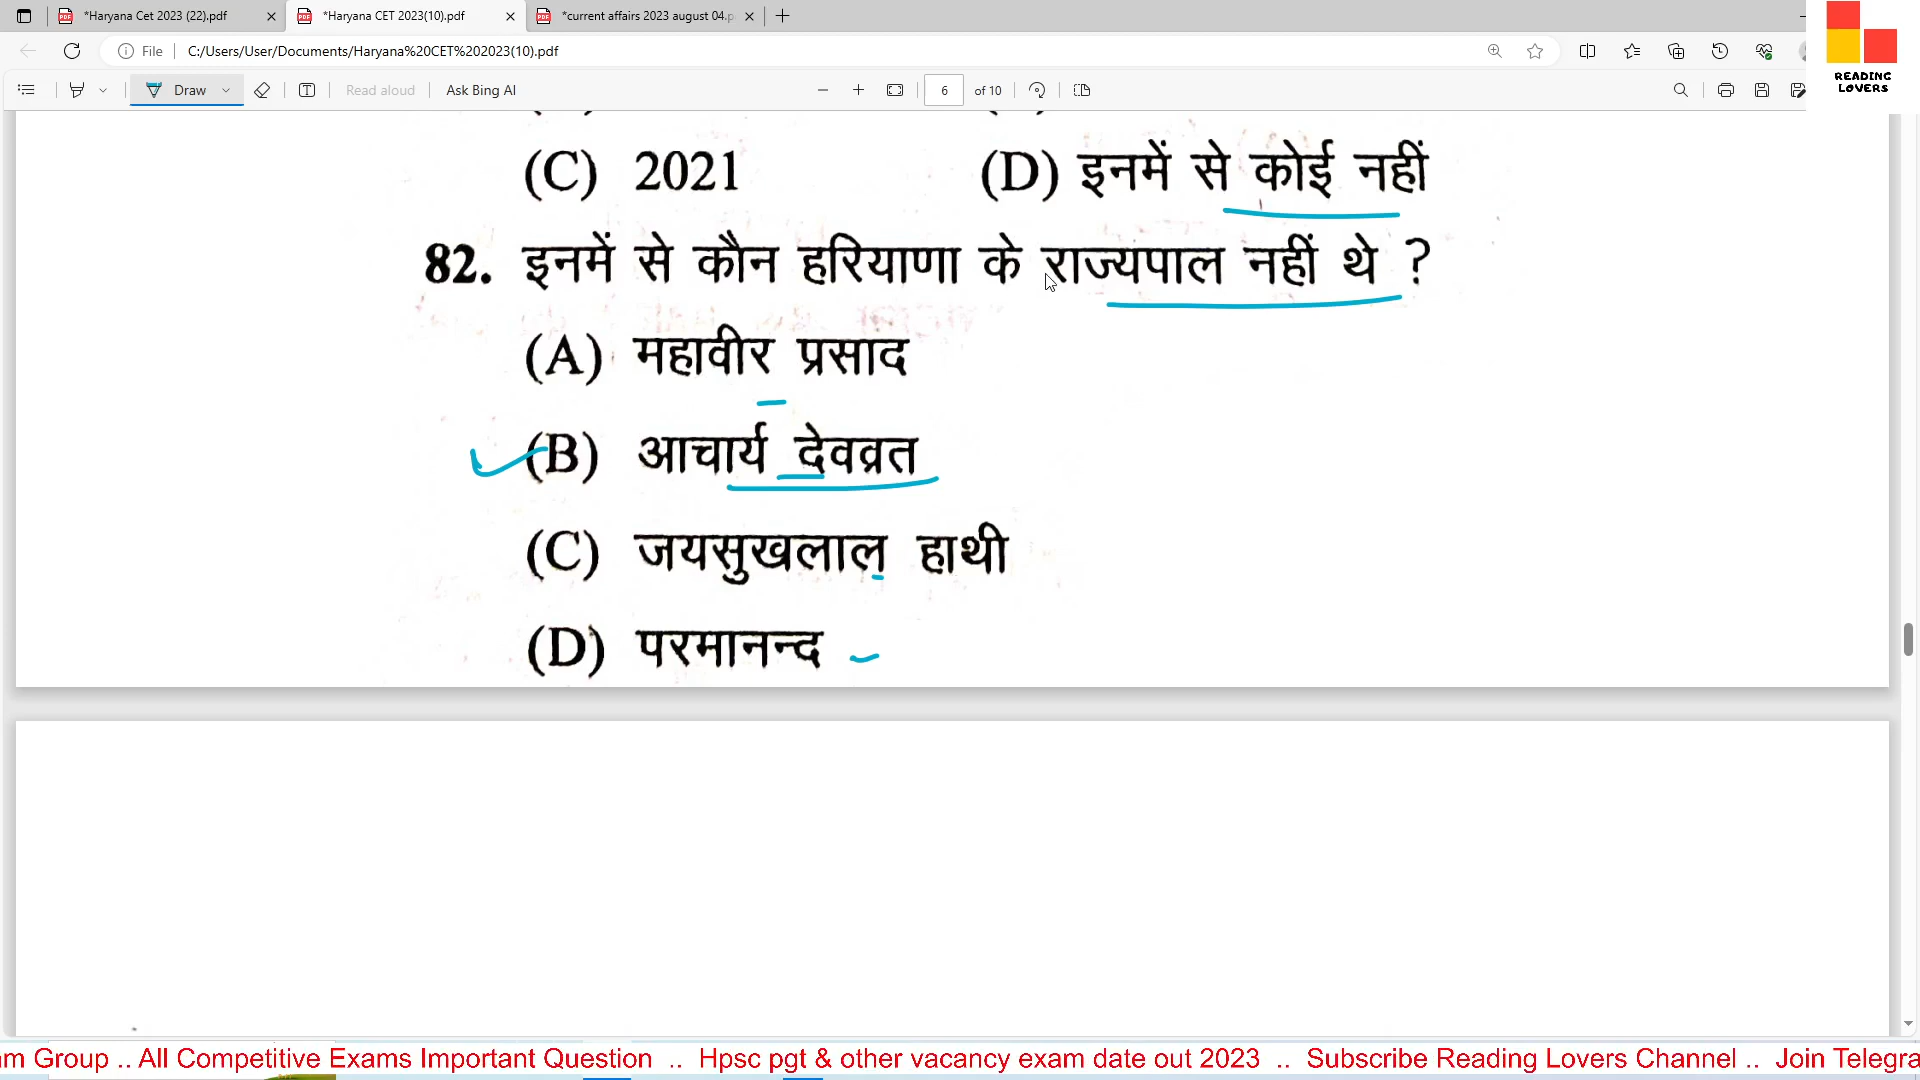 *Haryana Cet 2023 (22).pdf
*Haryana CET 2023(10).pdf
*current affairs 2023 august 04.p
File
C:/Users/User/Documents/Haryana%20CET%202023(10).pdf
Draw
Read aloud
Ask Bing AI
6
of 10
READING
LOVERS
(C) 2021 (D) इनमें से कोई नहीं
82. इनमें से कौन हरियाणा के राज्यपाल नहीं थे ?
(A) महावीर प्रसाद
(B) आचार्य देवव्रत
(C) जयसुखलाल हाथी
(D) परमानन्द
am Group .. All Competitive Exams Important Question .. Hpsc pgt & other vacancy exam date out 2023 .. Subscribe Reading Lovers Channel .. Join Telegra